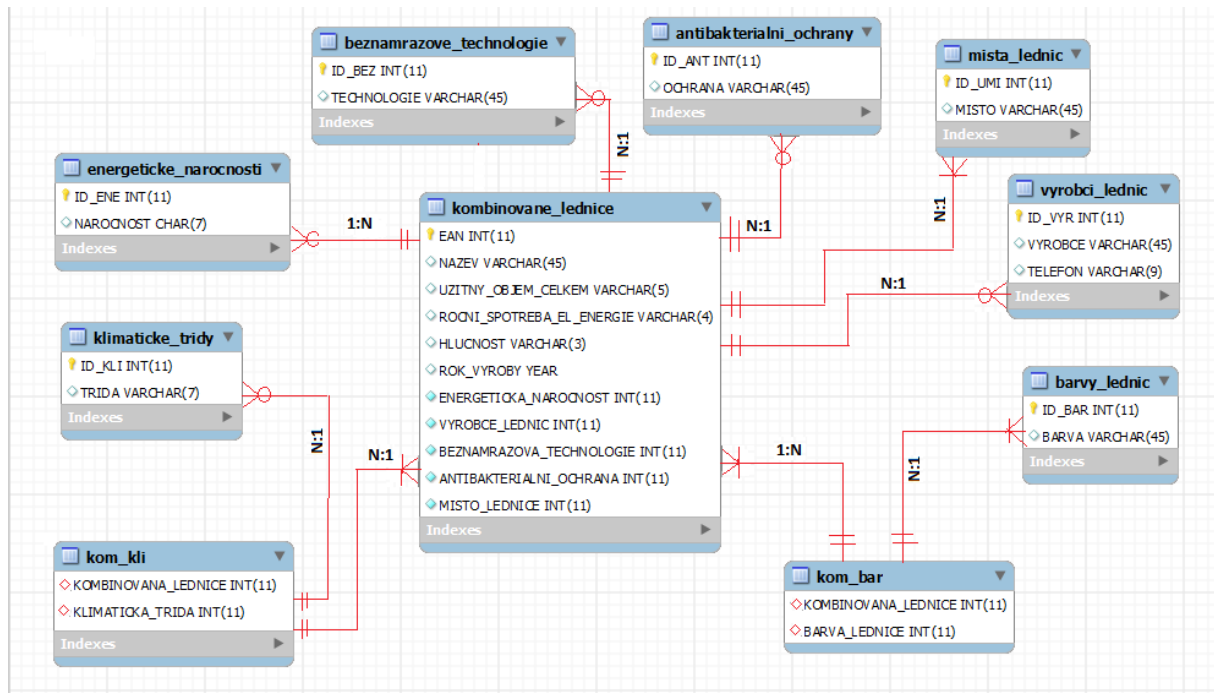 beznamrazove_technologie
ID_BEZ INT(11)
TECHNOLOGIE VARCHAR(45)
Indexes
antibakterialni_ochrany
ID_ANT INT(11)
OCHRANA VARCHAR(45)
Indexes
mista_lednic
ID_UMI INT(11)
MISTO VARCHAR(45)
Indexes
energeticke_narocnosti
ID_ENE INT(11)
NAROCNOST CHAR(7)
Indexes
vyrobci_lednic
ID_VYR INT(11)
VYROBCE VARCHAR(45)
TELEFON VARCHAR(9)
Indexes
kombinovane_lednice
EAN INT(11)
NAZEV VARCHAR(45)
UZITNY_OBJEM_CELKEM VARCHAR(5)
ROCNI_SPOTREBA_EL_ENERGIE VARCHAR(4)
HLUCNOST VARCHAR(3)
ROK_VYROBY YEAR
ENERGETICKA_NAROCNOST INT(11)
VYROBCE_LEDNIC INT(11)
BEZNAMRAZOVA_TECHNOLOGIE INT(11)
ANTIBAKTERIALNI_OCHRANA INT(11)
MISTO_LEDNICE INT(11)
Indexes
klimaticke_tridy
ID_KLI INT(11)
TRIDA VARCHAR(7)
Indexes
barvy_lednic
ID_BAR INT(11)
BARVA VARCHAR(45)
Indexes
kom_kli
KOMBINOVANA_LEDNICE INT(11)
KLIMATICKA_TRIDA INT(11)
Indexes
kom_bar
KOMBINOVANA_LEDNICE INT(11)
BARVA_LEDNICE INT(11)
N:1
1:N
N:1
N:1
N:1
N:1
N:1
1:N
N:1